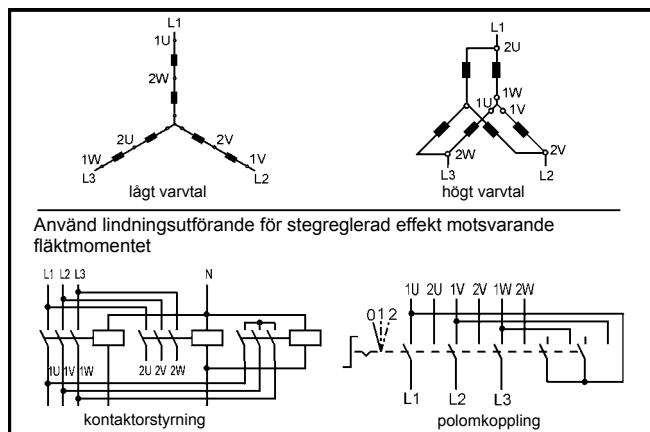 L1
1U
2W
2U
2V
1W
1V
L3
L2
lågt varvtal
L1
2U
1W
1U
1V
2W
2V
L3
L2
högt varvtal
Använd lindningsutförande för stegreglerad effekt motsvarande
fläktmomentet
L1 L2 L3 N
1U 1V 1W 2U 2V 2W
kontaktorstyrning
1U 2U 1V 2V 1W 2W
0 1 2
L1 L2 L3
polomkoppling